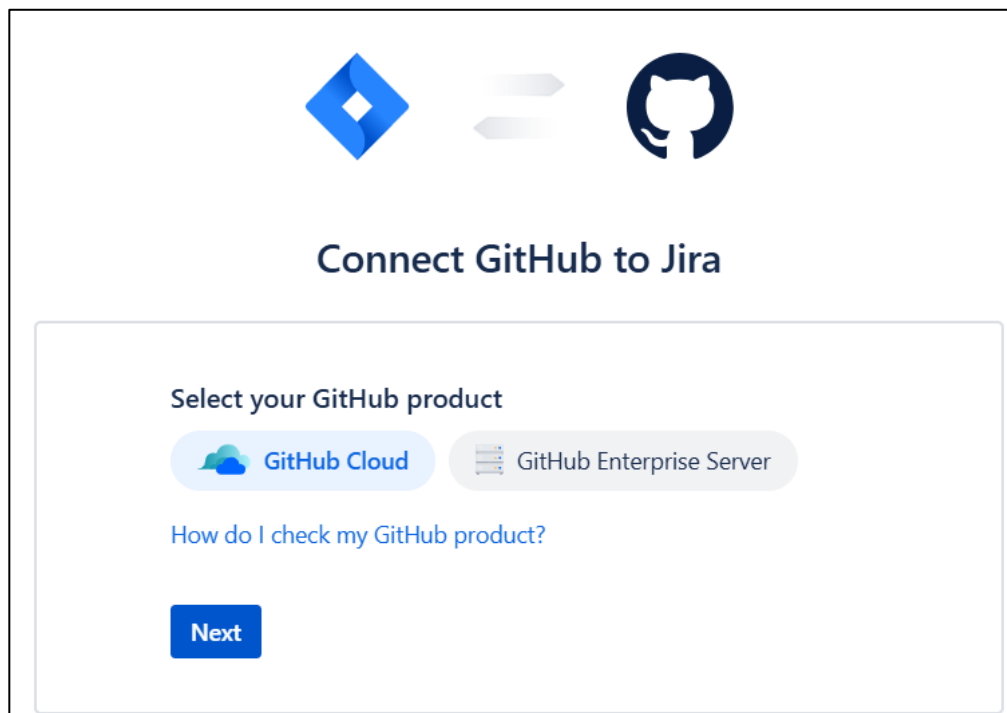 Connect GitHub to Jira
Select your GitHub product
GitHub Cloud
GitHub Enterprise Server
How do I check my GitHub product?
Next